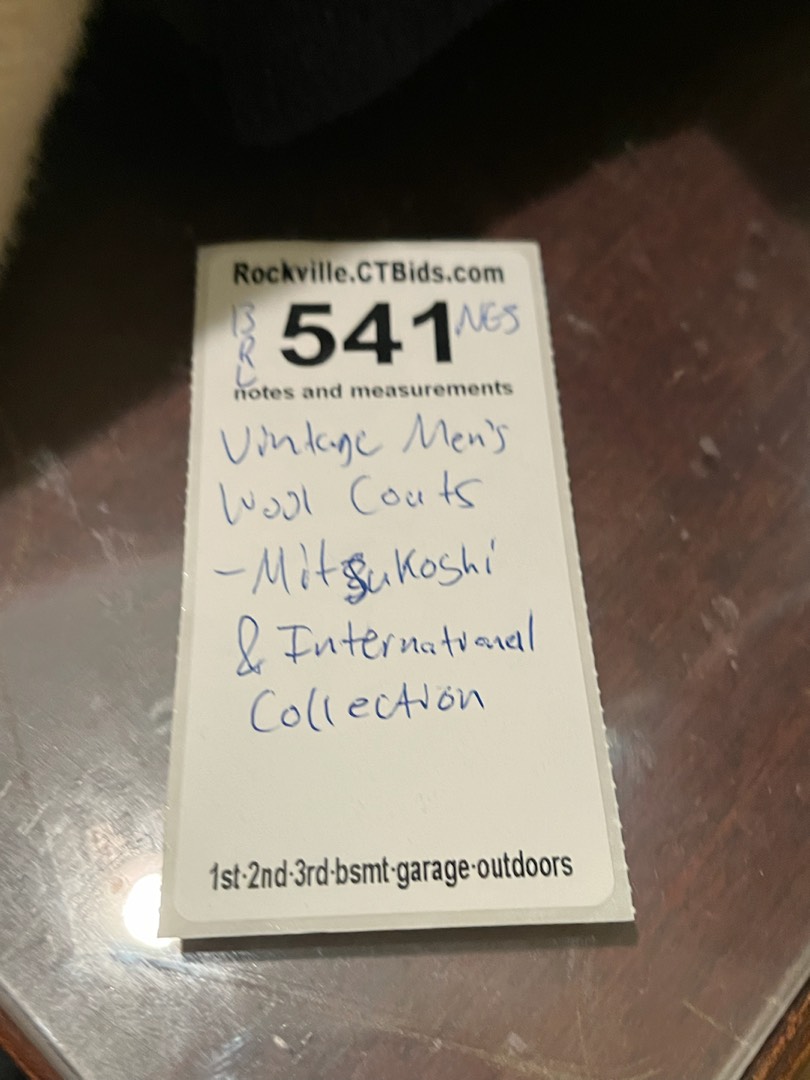 Rockville.CTBids.com
BRL 541 NGS
notes and measurements
Vintage Men's
Wool Coats
- Mitsukoshi
& International
Collection
1st·2nd·3rd·bsmt·garage·outdoors